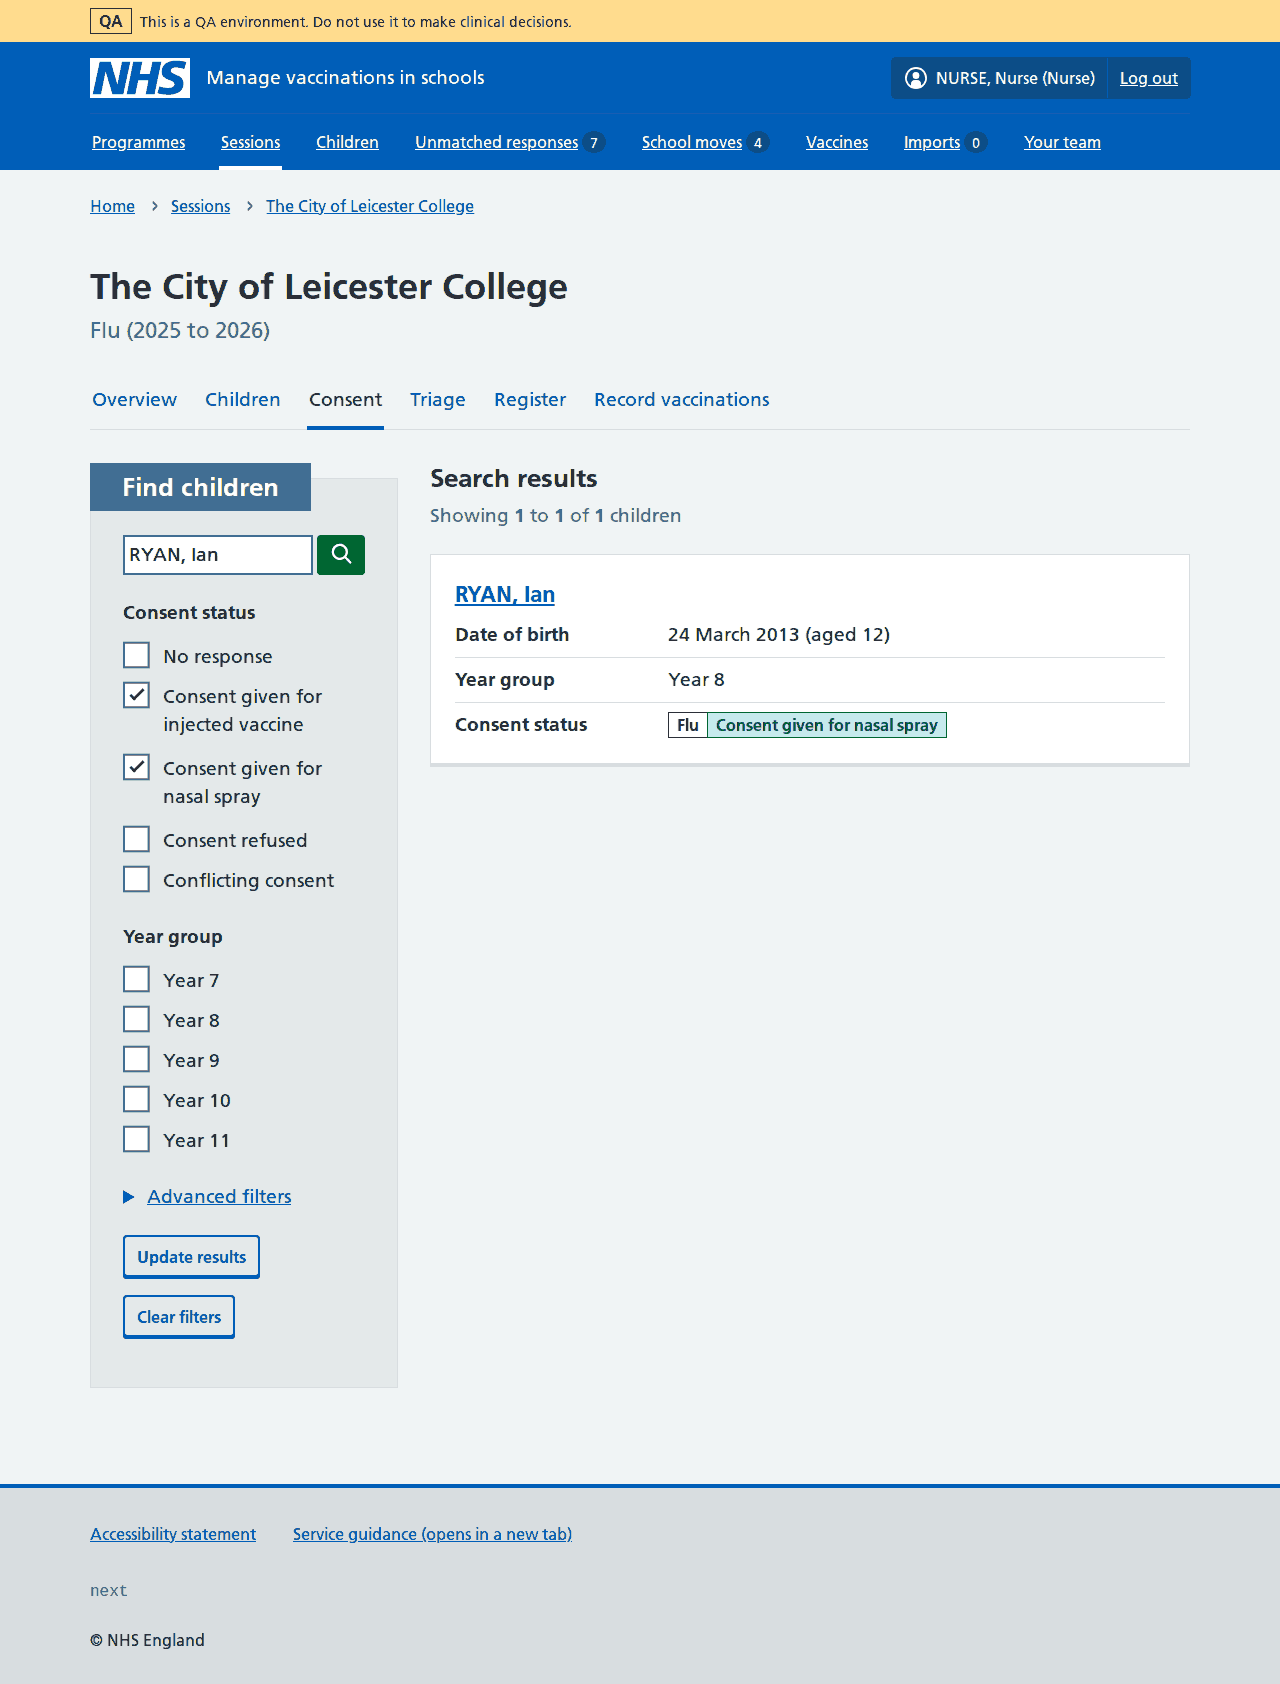 QA This is a QA environment. Do not use it to make clinical decisions.
NHS Manage vaccinations in schools NURSE, Nurse (Nurse) Log out
Programmes Sessions Children Unmatched responses 7 School moves 4 Vaccines Imports 0 Your team
Home Sessions The City of Leicester College
The City of Leicester College
Flu (2025 to 2026)
Overview Children Consent Triage Register Record vaccinations
Find children
RYAN, Ian
Consent status
No response
Consent given for
injected vaccine
Consent given for
nasal spray
Consent refused
Conflicting consent
Year group
Year 7
Year 8
Year 9
Year 10
Year 11
Advanced filters
Update results
Clear filters
Search results
Showing 1 to 1 of 1 children
RYAN, Ian
Date of birth 24 March 2013 (aged 12)
Year group Year 8
Consent status Flu Consent given for nasal spray
Accessibility statement Service guidance (opens in a new tab)
next
© NHS England